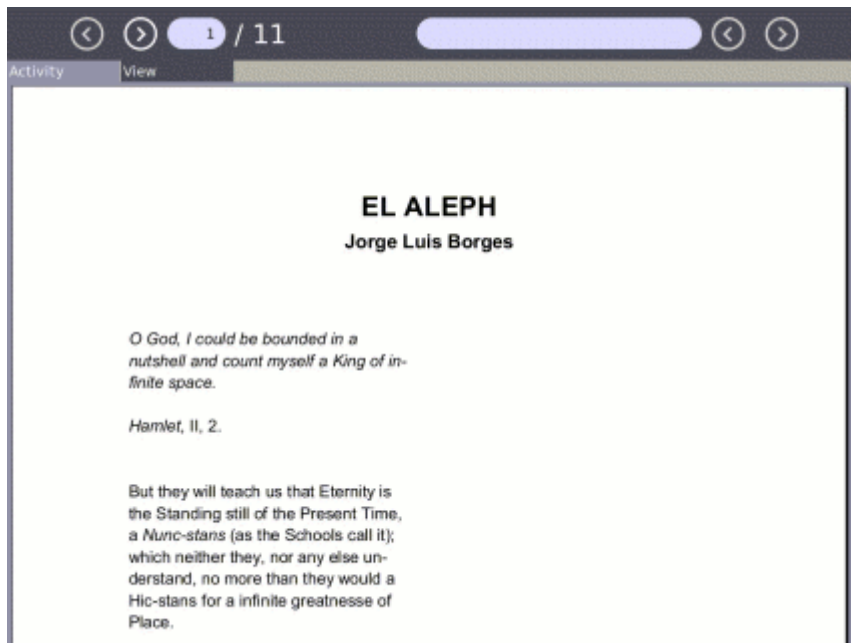 1 / 11
Activity View
EL ALEPH
Jorge Luis Borges
O God, I could be bounded in a
nutshell and count myself a King of in-
finite space.
Hamlet, II, 2.
But they will teach us that Eternity is
the Standing still of the Present Time,
a Nunc-stans (as the Schools call it);
which neither they, nor any else un-
derstand, no more than they would a
Hic-stans for a infinite greatnesse of
Place.